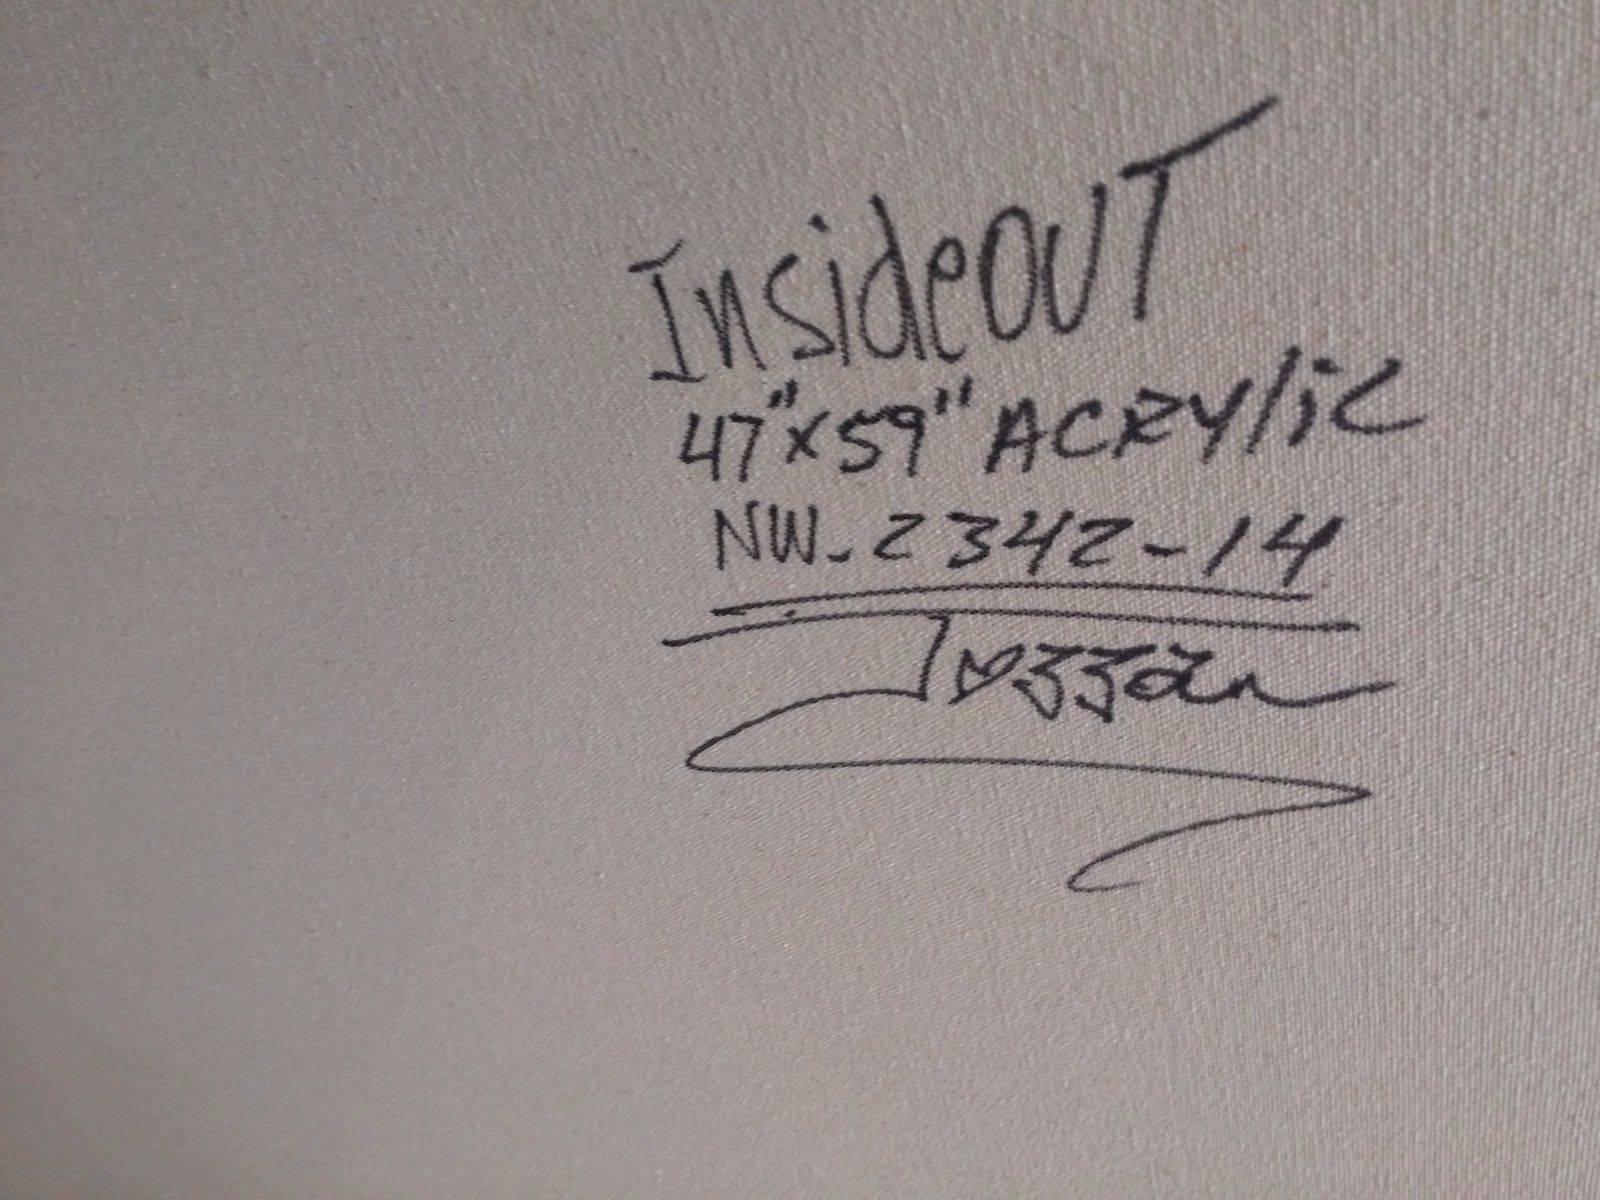 InsideOUT
47"x59" ACRYlic
NW-2342-14